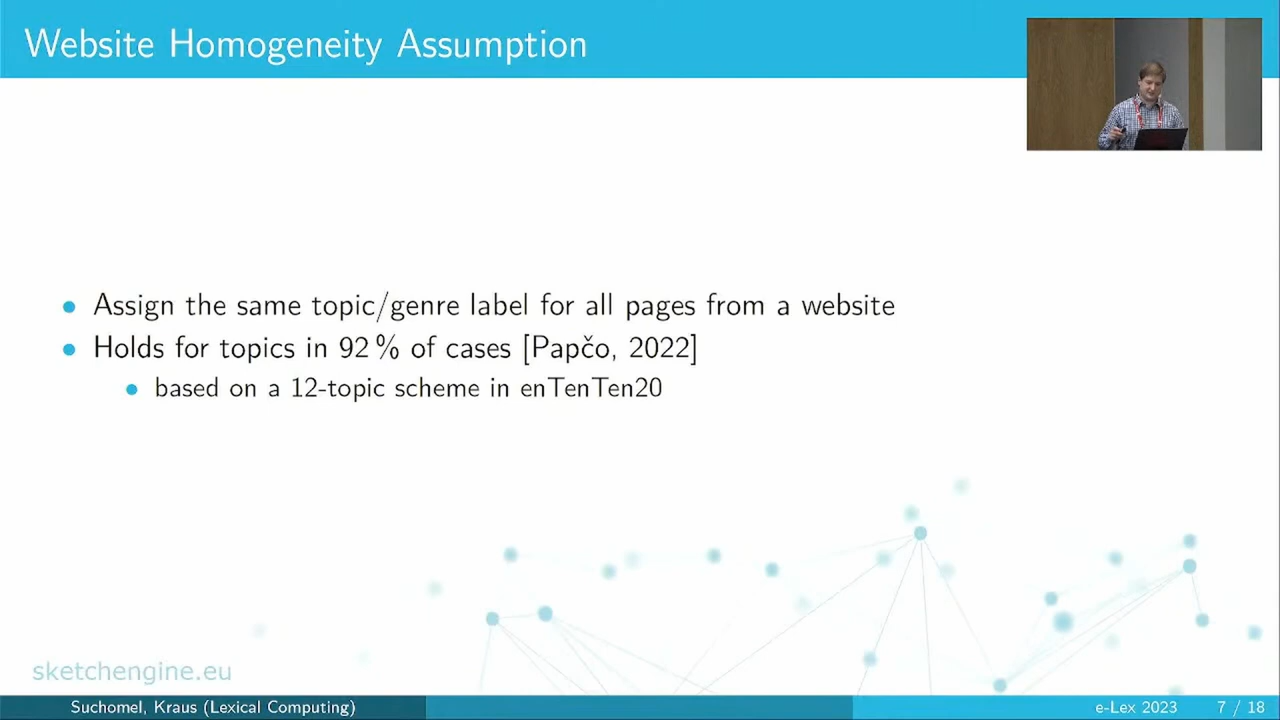 Website Homogeneity Assumption
Assign the same topic/genre label for all pages from a website
Holds for topics in 92 % of cases [Papčo, 2022]
based on a 12-topic scheme in enTenTen20
sketchengine.eu
Suchomel, Kraus (Lexical Computing)
e-Lex 2023
7 / 18